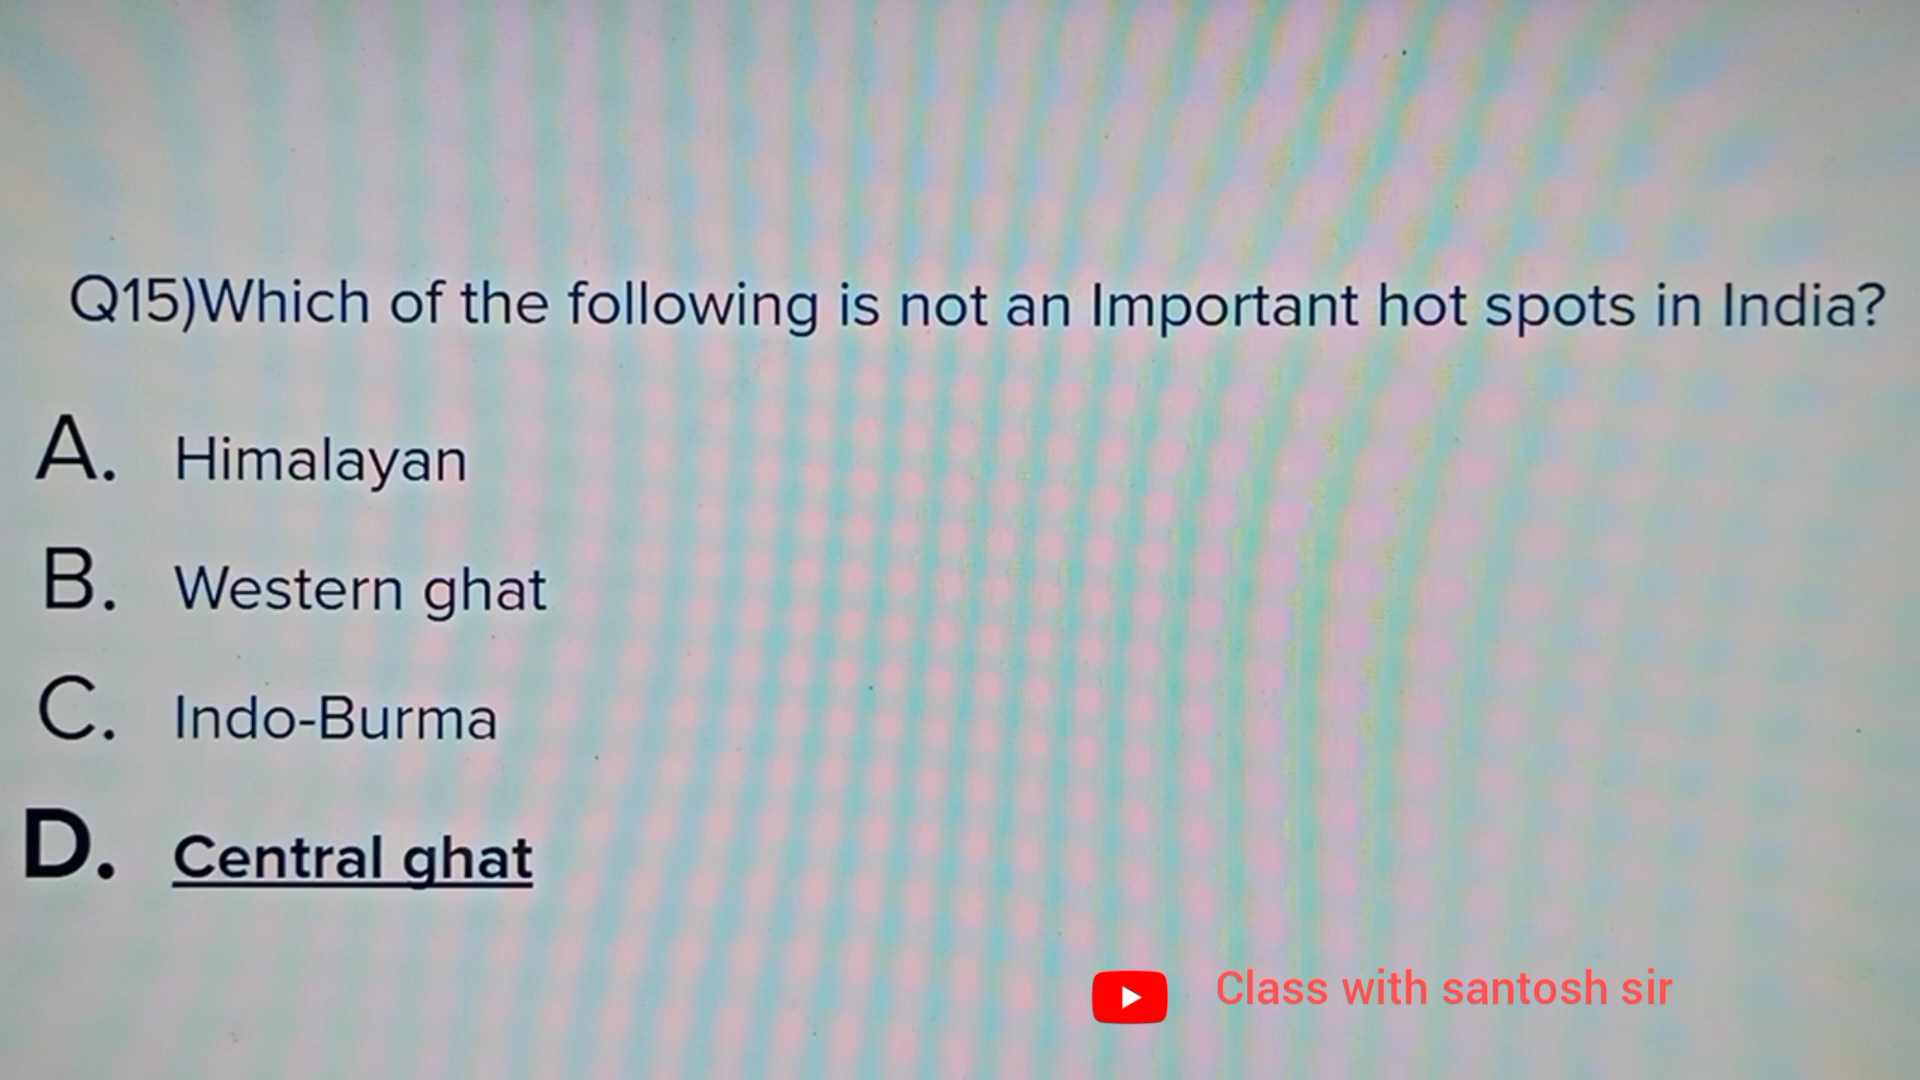 Q15)Which of the following is not an Important hot spots in India?
A. Himalayan
B. Western ghat
C. Indo-Burma
D. Central ghat
Class with santosh sir